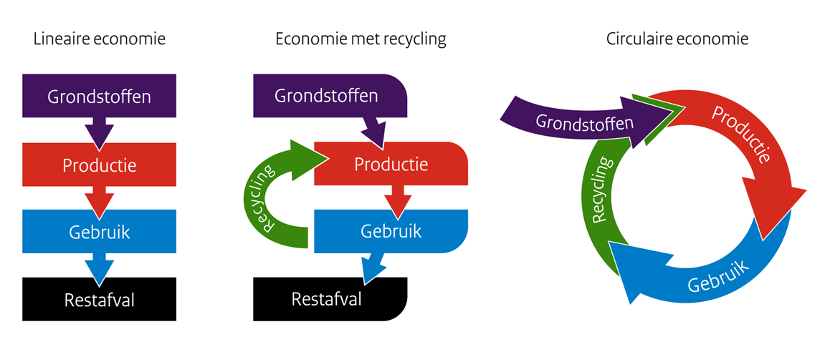 Lineaire economie
Grondstoffen
Productie
Gebruik
Restafval
Economie met recycling
Grondstoffen
Productie
Recycling
Gebruik
Restafval
Circulaire economie
Grondstoffen
Productie
Recycling
Gebruik